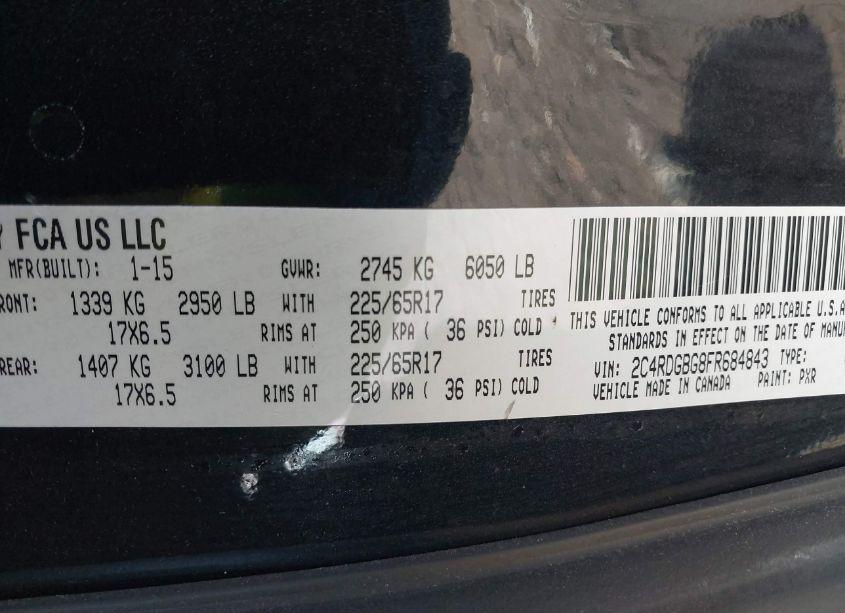 FCA US LLC
MFR(BUILT): 1-15 GVWR: 2745 KG 6050 LB
RONT: 1339 KG 2950 LB WITH 225/65R17 TIRES
17X6.5 RIMS AT 250 KPA ( 36 PSI) COLD
REAR: 1407 KG 3100 LB WITH 225/65R17 TIRES
17X6.5 RIMS AT 250 KPA ( 36 PSI) COLD
THIS VEHICLE CONFORMS TO ALL APPLICABLE U.S.A
STANDARDS IN EFFECT ON THE DATE OF MANU
VIN: 2C4RDGBG8FR684843 TYPE:
VEHICLE MADE IN CANADA PAINT: PXR